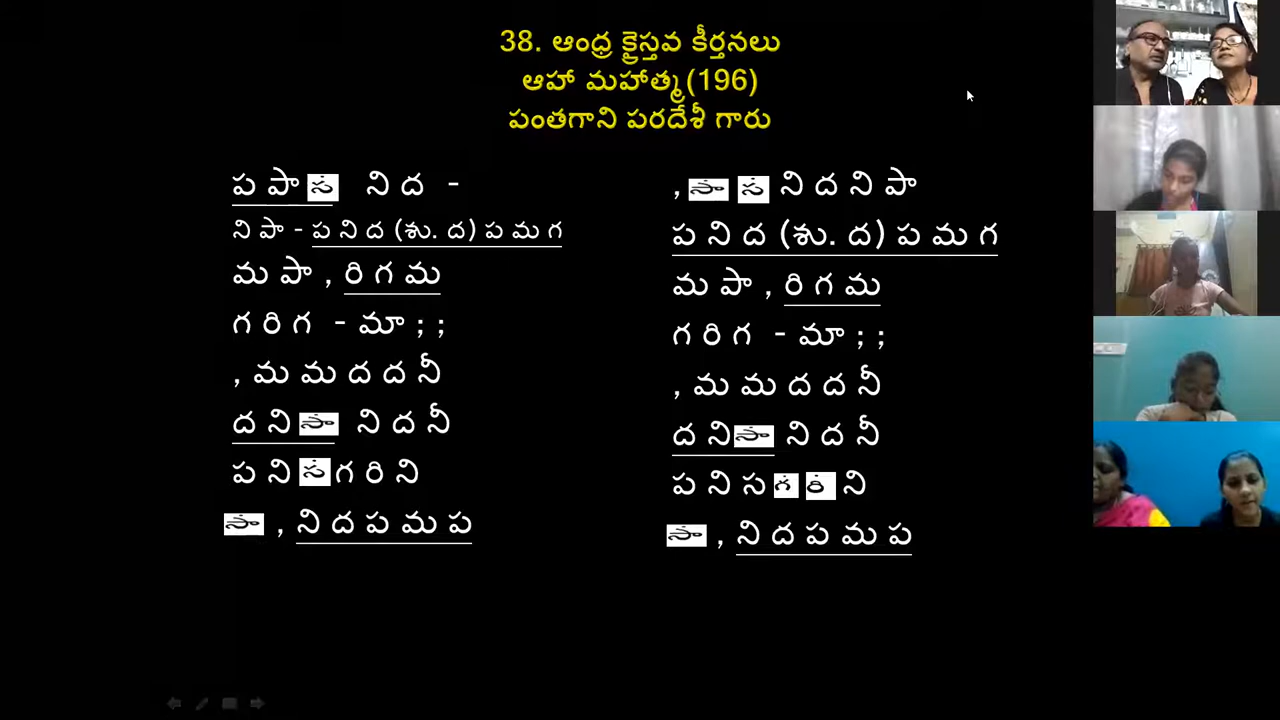 38. ఆంధ్ర క్రైస్తవ కీర్తనలు
ఆహా మహాత్మ (196)
పంతగాని పరదేశీ గారు
ప పా స̇ ని ద -
ని పా - ప ని ద (శు. ద) ప మ గ
మ పా , రి గ మ
గ రి గ - మా ; ;
, మ మ ద ద నీ
ద ని సా̇ ని ద నీ
ప ని స̇ గ రి ని
సా̇ , ని ద ప మ ప
, సా̇ స̇ ని ద ని పా
ప ని ద (శు. ద) ప మ గ
మ పా , రి గ మ
గ రి గ - మా ; ;
, మ మ ద ద నీ
ద ని సా̇ ని ద నీ
ప ని స గ̇ రి̇ ని
సా̇ , ని ద ప మ ప